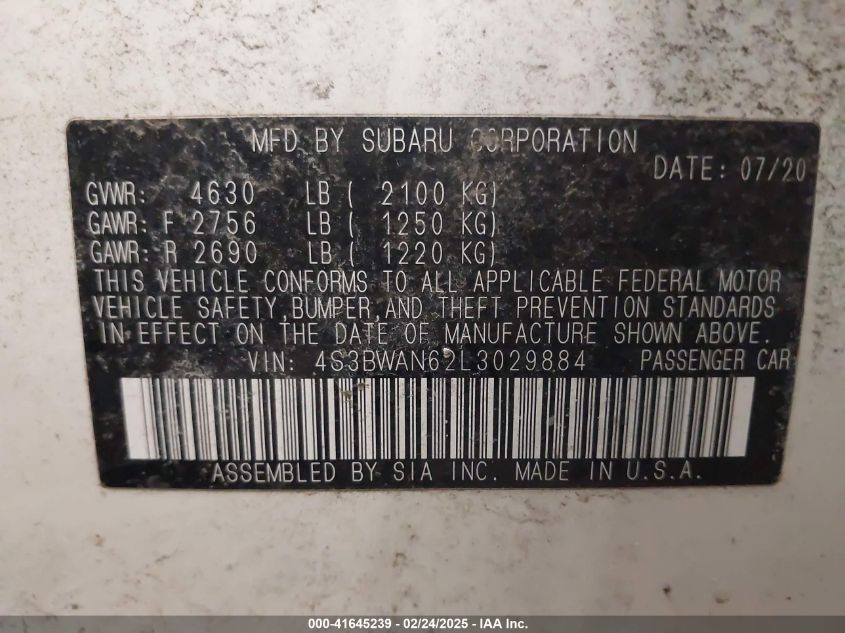 MFD BY SUBARU CORPORATION
DATE: 07/20
GVWR: 4630 LB ( 2100 KG)
GAWR: F 2756 LB ( 1250 KG)
GAWR: R 2690 LB ( 1220 KG)
THIS VEHICLE CONFORMS TO ALL APPLICABLE FEDERAL MOTOR
VEHICLE SAFETY,BUMPER,AND THEFT PREVENTION STANDARDS
IN EFFECT ON THE DATE OF MANUFACTURE SHOWN ABOVE.
VIN: 4S3BWAN62L3029884 PASSENGER CAR
ASSEMBLED BY SIA INC. MADE IN U.S.A.
000-41645239 - 02/24/2025 - IAA Inc.